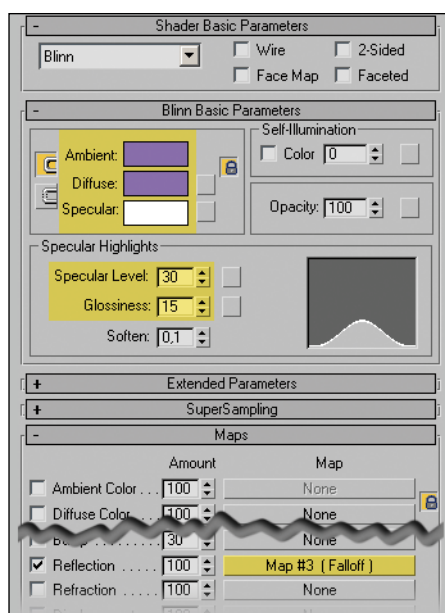 - Shader Basic Parameters
Blinn Wire 2-Sided
Face Map Faceted
- Blinn Basic Parameters
Self-Illumination
Ambient: Color 0
Diffuse:
Specular: Opacity: 100
Specular Highlights
Specular Level: 30
Glossiness: 15
Soften: 0,1
+ Extended Parameters
+ SuperSampling
- Maps
Amount Map
Ambient Color . . . 100 None
Diffuse Color . . . 100 None
Bump . . . . . . . 30 None
Reflection . . . . . 100 Map #3 ( Falloff )
Refraction . . . . . 100 None